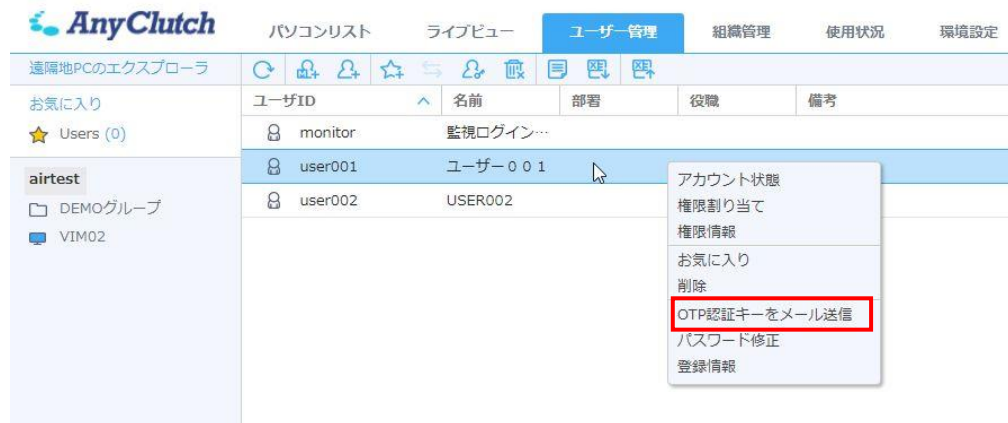 AnyClutch
パソコンリスト ライブビュー ユーザー管理 組織管理 使用状況 環境設定
遠隔地PCのエクスプローラ
お気に入り
Users (0)
airtest
DEMOグループ
VIM02
ユーザID 名前 部署 役職 備考
monitor 監視ログイン…
user001 ユーザー００１
user002 USER002
アカウント状態
権限割り当て
権限情報
お気に入り
削除
OTP認証キーをメール送信
パスワード修正
登録情報